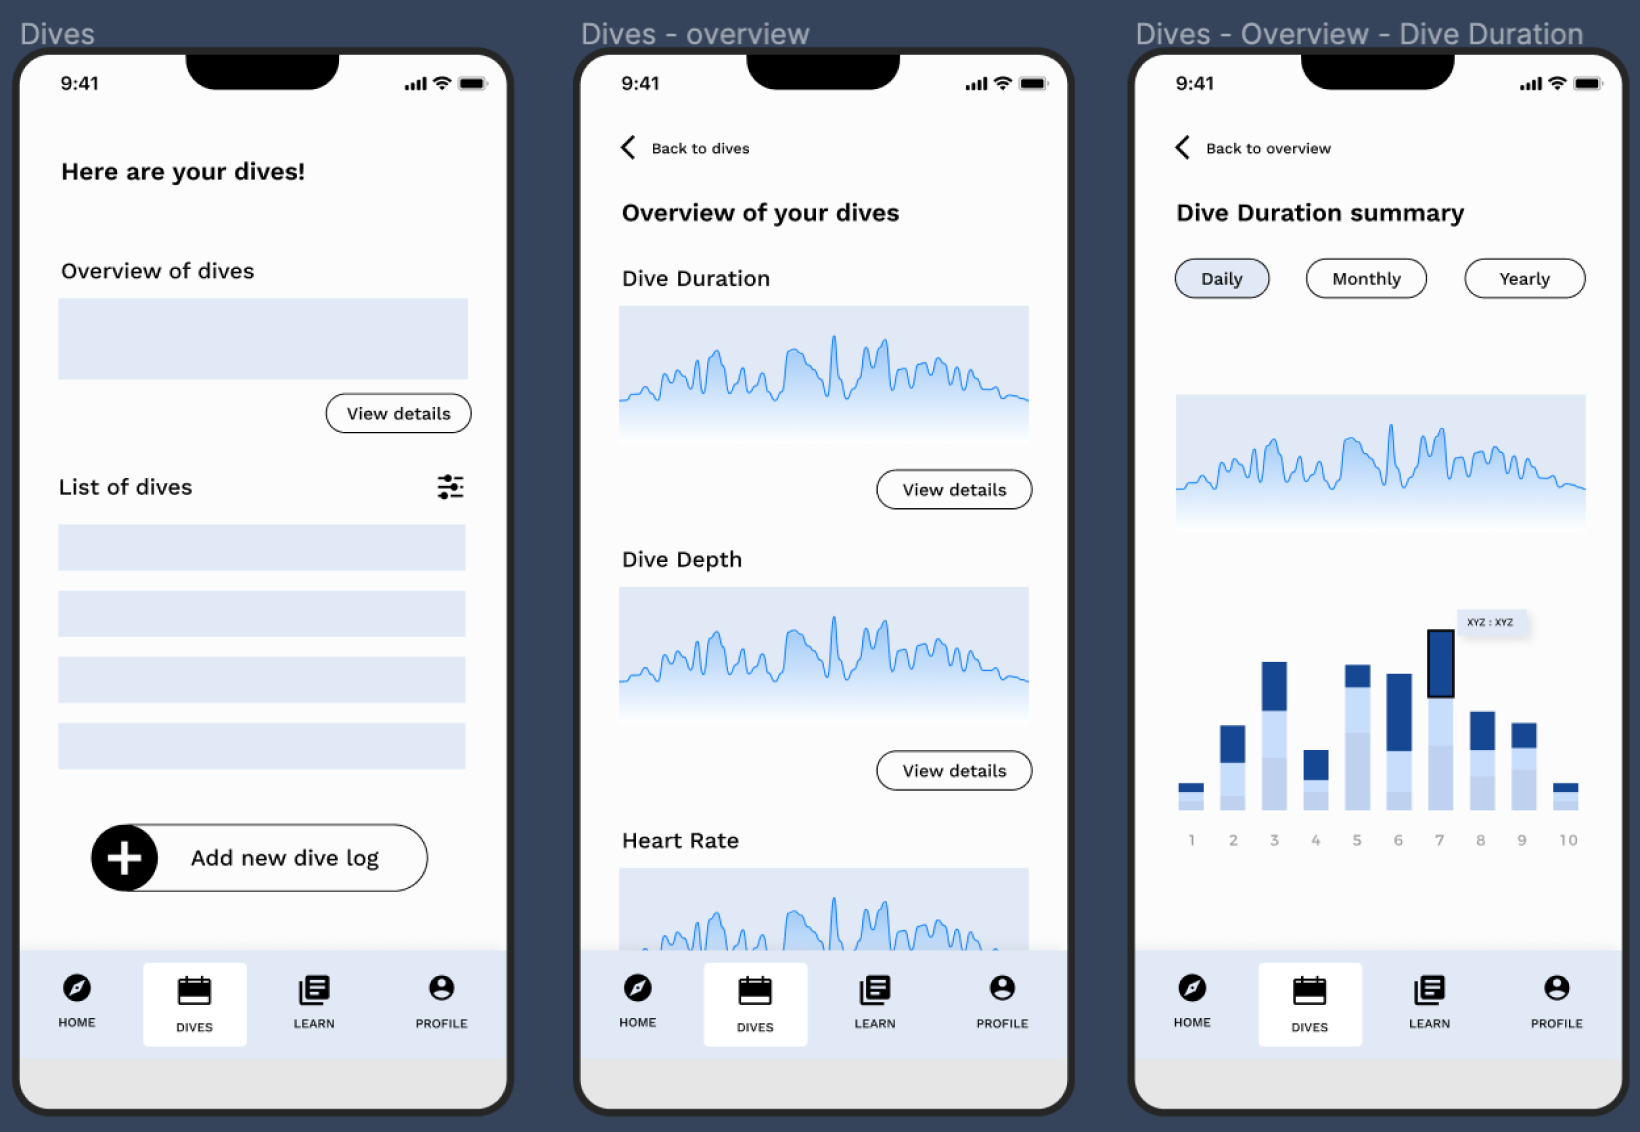 Dives
9:41
Here are your dives!
Overview of dives
View details
List of dives
Add new dive log
HOME
DIVES
LEARN
PROFILE
Dives - overview
9:41
Back to dives
Overview of your dives
Dive Duration
View details
Dive Depth
View details
Heart Rate
HOME
DIVES
LEARN
PROFILE
Dives - Overview - Dive Duration
9:41
Back to overview
Dive Duration summary
Daily Monthly Yearly
XYZ : XYZ
1 2 3 4 5 6 7 8 9 10
HOME
DIVES
LEARN
PROFILE